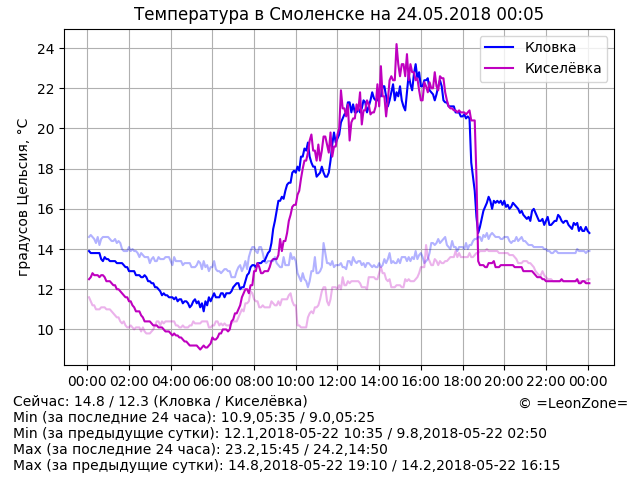 Температура в Смоленске на 24.05.2018 00:05
Кловка
Киселёвка
градусов Цельсия, °C
24
22
20
18
16
14
12
10
00:00 02:00 04:00 06:00 08:00 10:00 12:00 14:00 16:00 18:00 20:00 22:00 00:00
Сейчас: 14.8 / 12.3 (Кловка / Киселёвка)
© =LeonZone=
Min (за последние 24 часа): 10.9,05:35 / 9.0,05:25
Min (за предыдущие сутки): 12.1,2018-05-22 10:35 / 9.8,2018-05-22 02:50
Max (за последние 24 часа): 23.2,15:45 / 24.2,14:50
Max (за предыдущие сутки): 14.8,2018-05-22 19:10 / 14.2,2018-05-22 16:15